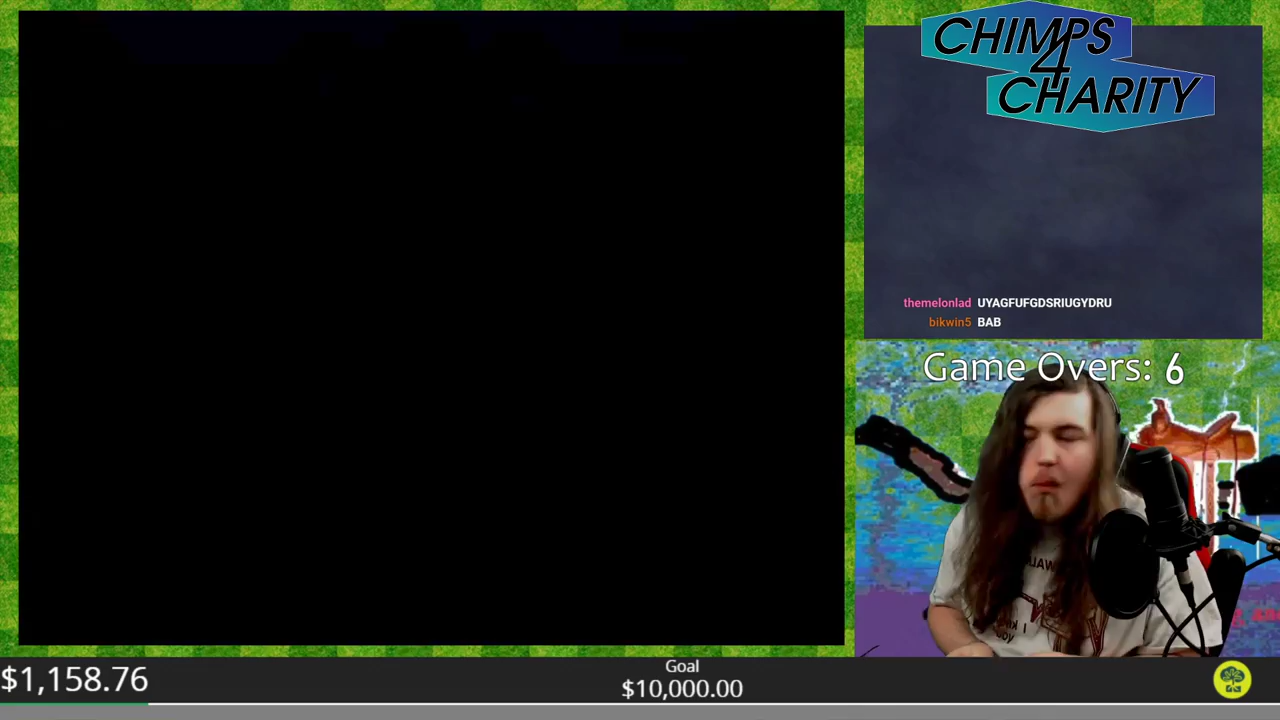 CHIMPS
4
CHARITY
themelonlad UYAGFUFGDSRIUGYDRU
bikwin5 BAB
Game Overs: 6
Goal
$1,158.76
$10,000.00